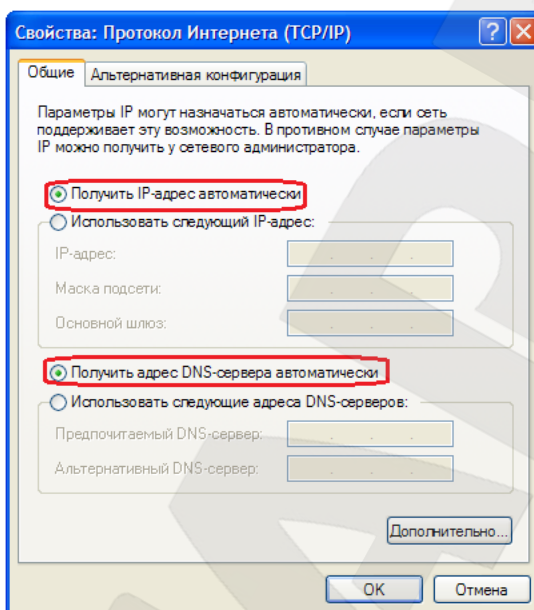 Свойства: Протокол Интернета (TCP/IP)
Общие
Альтернативная конфигурация
Параметры IP могут назначаться автоматически, если сеть
поддерживает эту возможность. В противном случае параметры
IP можно получить у сетевого администратора.
Получить IP-адрес автоматически
Использовать следующий IP-адрес:
IP-адрес:
Маска подсети:
Основной шлюз:
Получить адрес DNS-сервера автоматически
Использовать следующие адреса DNS-серверов:
Предпочитаемый DNS-сервер:
Альтернативный DNS-сервер:
Дополнительно...
OK
Отмена